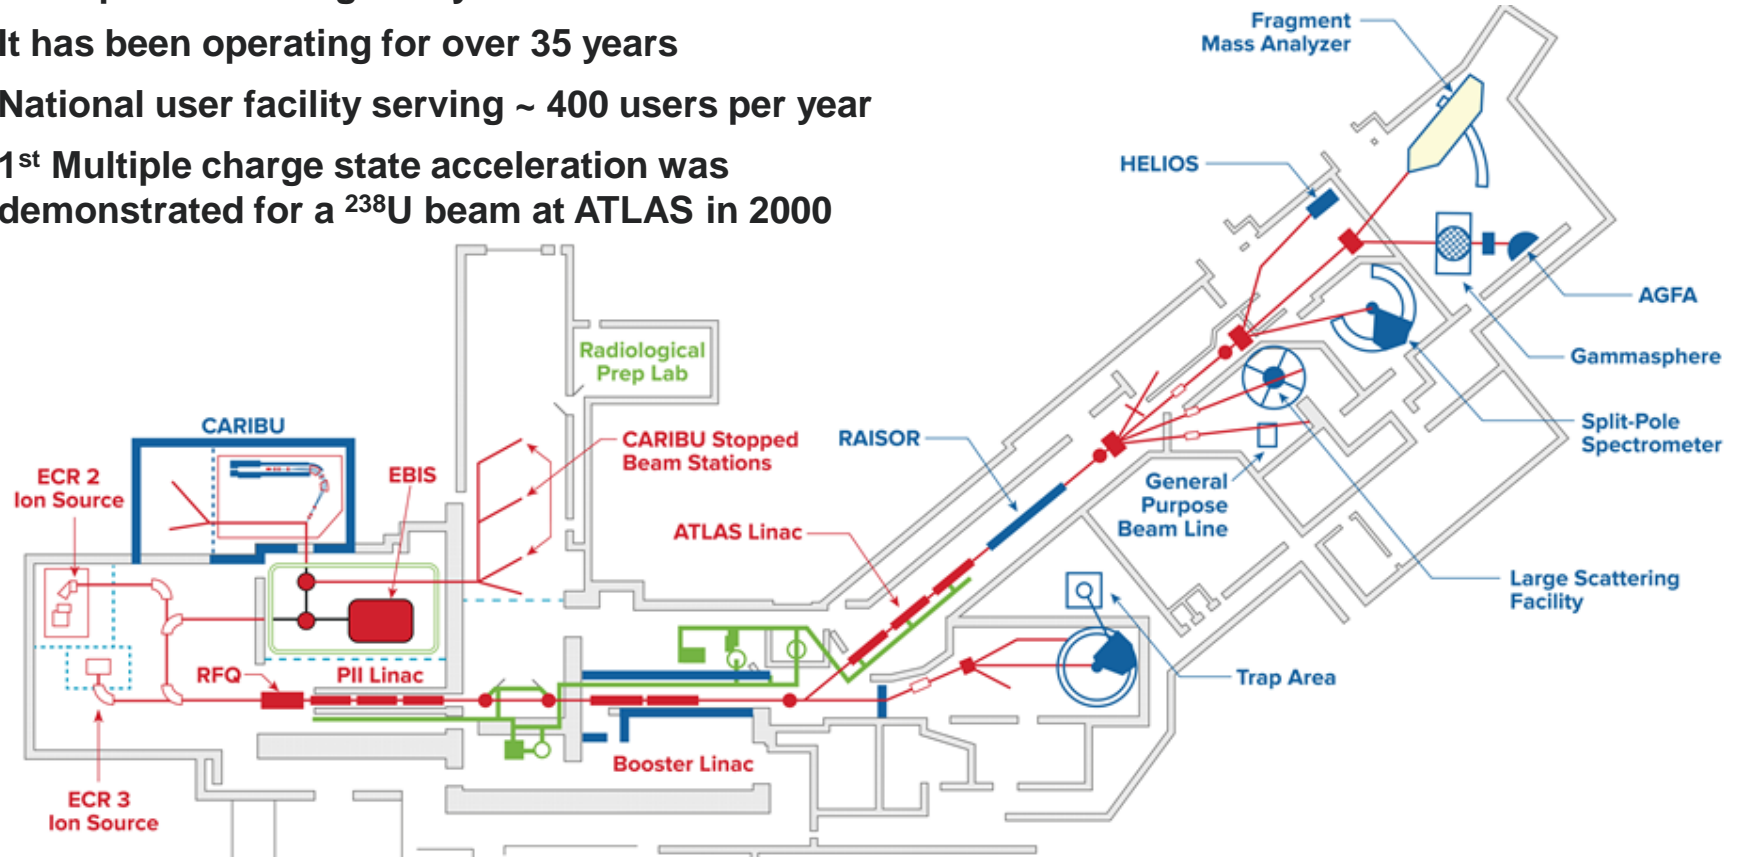 It has been operating for over 35 years
National user facility serving ~ 400 users per year
1st Multiple charge state acceleration was
demonstrated for a 238U beam at ATLAS in 2000
Fragment
Mass Analyzer
HELIOS
AGFA
Gammasphere
Split-Pole
Spectrometer
Radiological
Prep Lab
CARIBU
CARIBU Stopped
Beam Stations
RAISOR
ECR 2
Ion Source
EBIS
General
Purpose
Beam Line
ATLAS Linac
Large Scattering
Facility
RFQ
PII Linac
Trap Area
Booster Linac
ECR 3
Ion Source